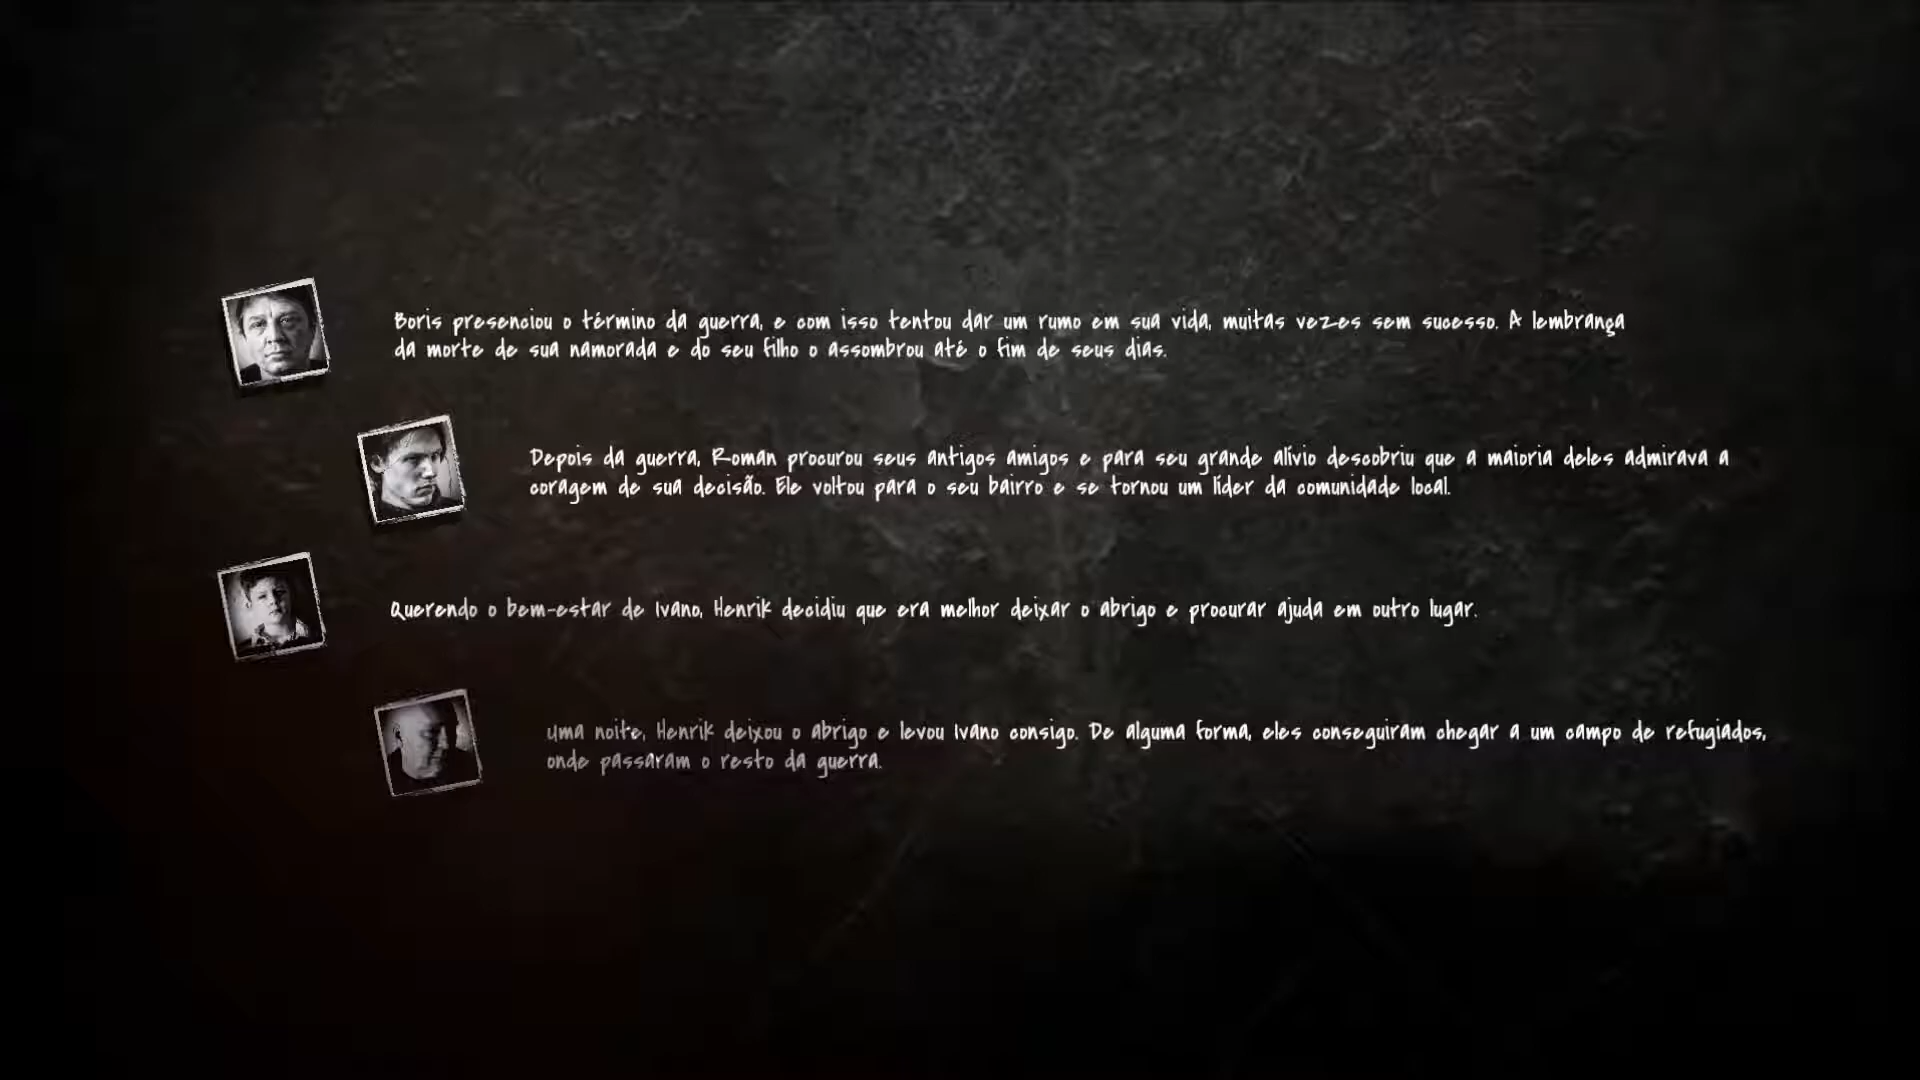 Boris presenciou o término da guerra, e com isso tentou dar um rumo em sua vida, muitas vezes sem sucesso. A lembrança
da morte de sua namorada e do seu filho o assombrou até o fim de seus dias.
Depois da guerra, Roman procurou seus antigos amigos e para seu grande alívio descobriu que a maioria deles admirava a
coragem de sua decisão. Ele voltou para o seu bairro e se tornou um líder da comunidade local.
Querendo o bem-estar de Ivano, Henrik decidiu que era melhor deixar o abrigo e procurar ajuda em outro lugar.
Uma noite, Henrik deixou o abrigo e levou Ivano consigo. De alguma forma, eles conseguiram chegar a um campo de refugiados,
onde passaram o resto da guerra.